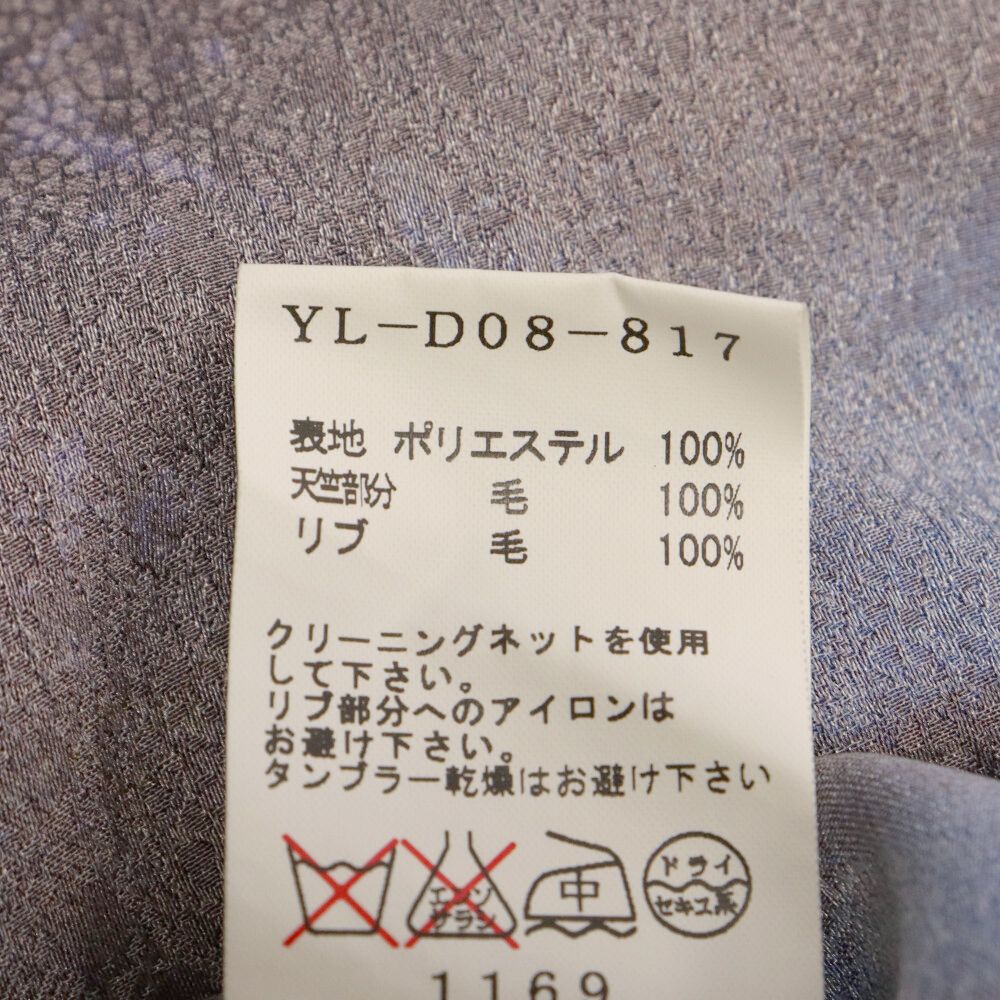 YL-D08-817
表地 ポリエステル 100%
天竺部分 毛 100%
リブ 毛 100%
クリーニングネットを使用
して下さい。
リブ部分へのアイロンは
お避け下さい。
タンブラー乾燥はお避け下さい
エンソ
サラシ
中
ドライ
セキユ系
1169